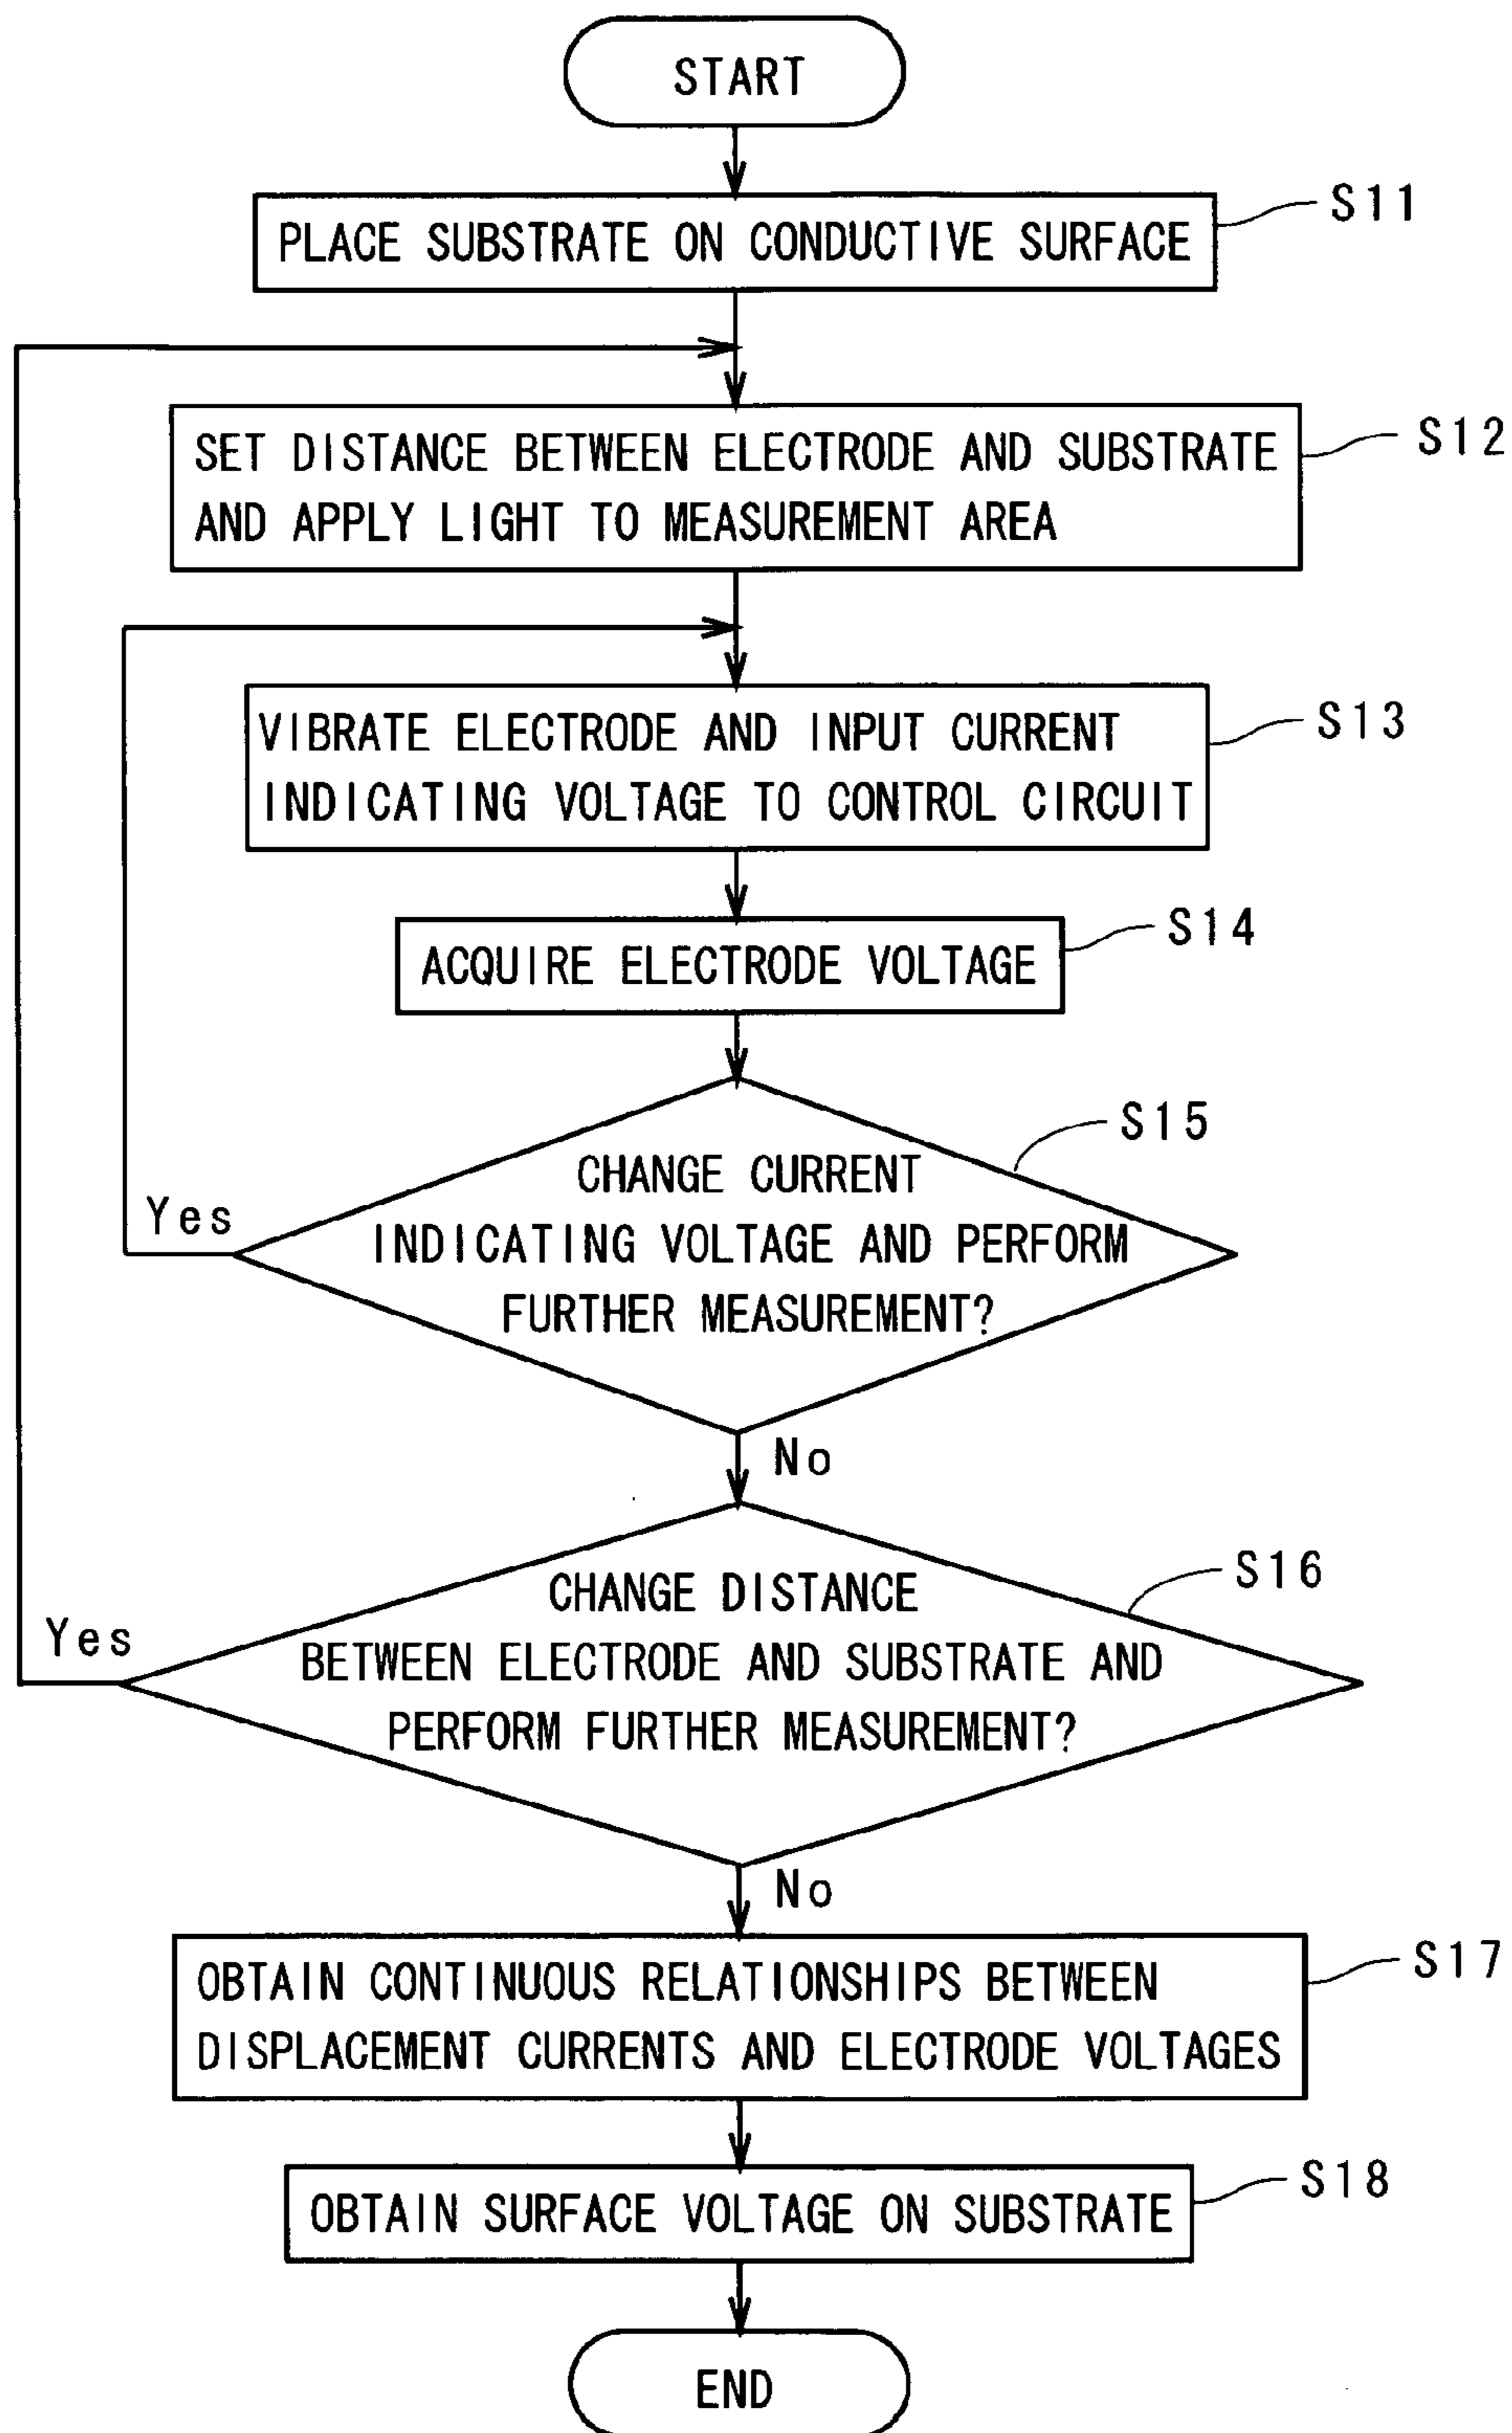 START
PLACE SUBSTRATE ON CONDUCTIVE SURFACE
S11
SET DISTANCE BETWEEN ELECTRODE AND SUBSTRATE
AND APPLY LIGHT TO MEASUREMENT AREA
S12
VIBRATE ELECTRODE AND INPUT CURRENT
INDICATING VOLTAGE TO CONTROL CIRCUIT
S13
ACQUIRE ELECTRODE VOLTAGE
S14
CHANGE CURRENT
INDICATING VOLTAGE AND PERFORM
FURTHER MEASUREMENT?
S15
Yes
No
CHANGE DISTANCE
BETWEEN ELECTRODE AND SUBSTRATE AND
PERFORM FURTHER MEASUREMENT?
S16
Yes
No
OBTAIN CONTINUOUS RELATIONSHIPS BETWEEN
DISPLACEMENT CURRENTS AND ELECTRODE VOLTAGES
S17
OBTAIN SURFACE VOLTAGE ON SUBSTRATE
S18
END